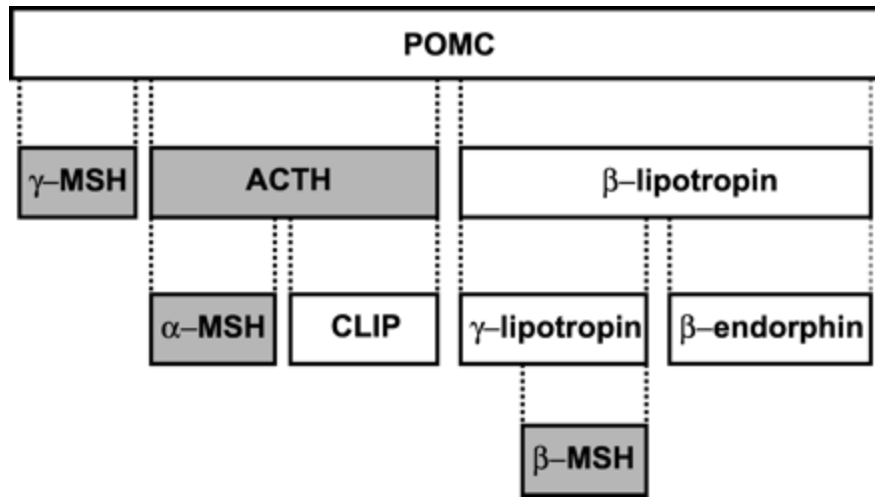 POMC
γ–MSH
ACTH
β–lipotropin
α–MSH
CLIP
γ–lipotropin
β–endorphin
β–MSH